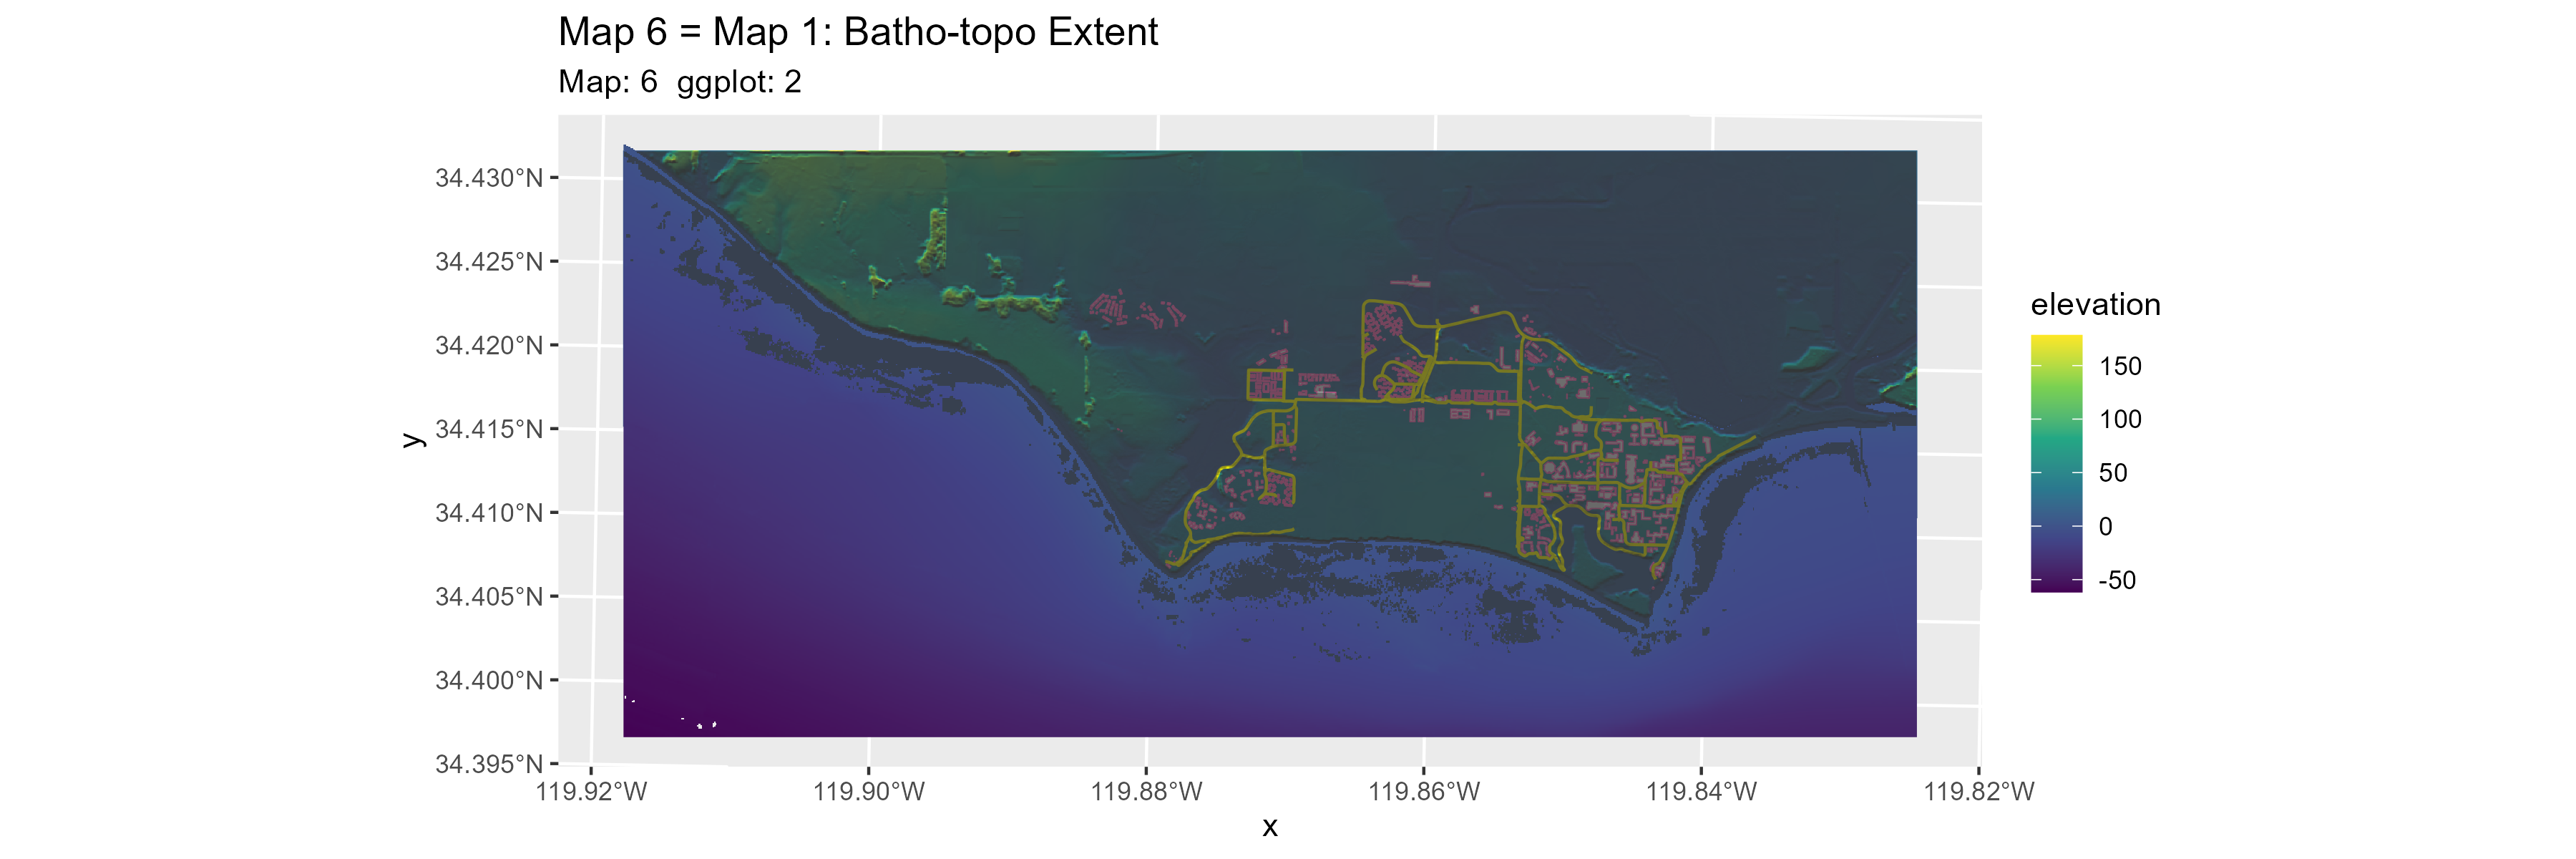 Map 6 = Map 1: Batho-topo Extent
Map: 6  ggplot: 2
34.430°N
34.425°N
34.420°N
34.415°N
34.410°N
34.405°N
34.400°N
34.395°N
y
119.92°W
119.90°W
119.88°W
119.86°W
119.84°W
119.82°W
x
elevation
150
100
50
0
-50